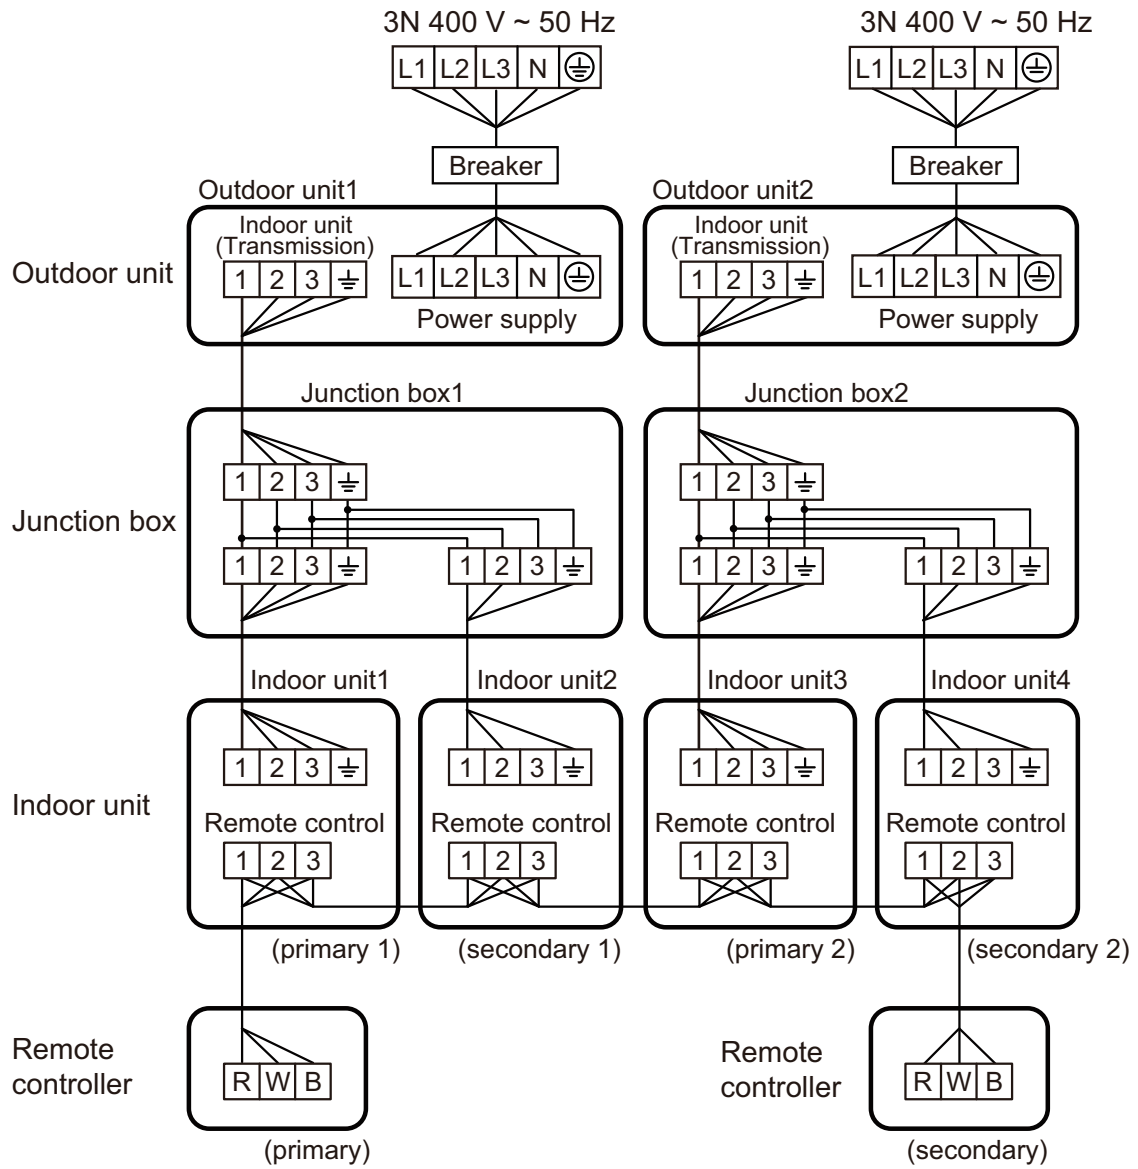 3N 400 V ~ 50 Hz
3N 400 V ~ 50 Hz
L1 L2 L3 N
L1 L2 L3 N
Breaker
Breaker
Outdoor unit1
Outdoor unit2
Outdoor unit
Indoor unit
(Transmission)
1 2 3
L1 L2 L3 N
Power supply
Indoor unit
(Transmission)
1 2 3
L1 L2 L3 N
Power supply
Junction box1
Junction box2
Junction box
1 2 3
1 2 3
1 2 3
1 2 3
1 2 3
1 2 3
Indoor unit1
Indoor unit2
Indoor unit3
Indoor unit4
Indoor unit
1 2 3
1 2 3
1 2 3
1 2 3
Remote control
Remote control
Remote control
Remote control
1 2 3
1 2 3
1 2 3
1 2 3
(primary 1)
(secondary 1)
(primary 2)
(secondary 2)
Remote
controller
R W B
(primary)
Remote
controller
R W B
(secondary)